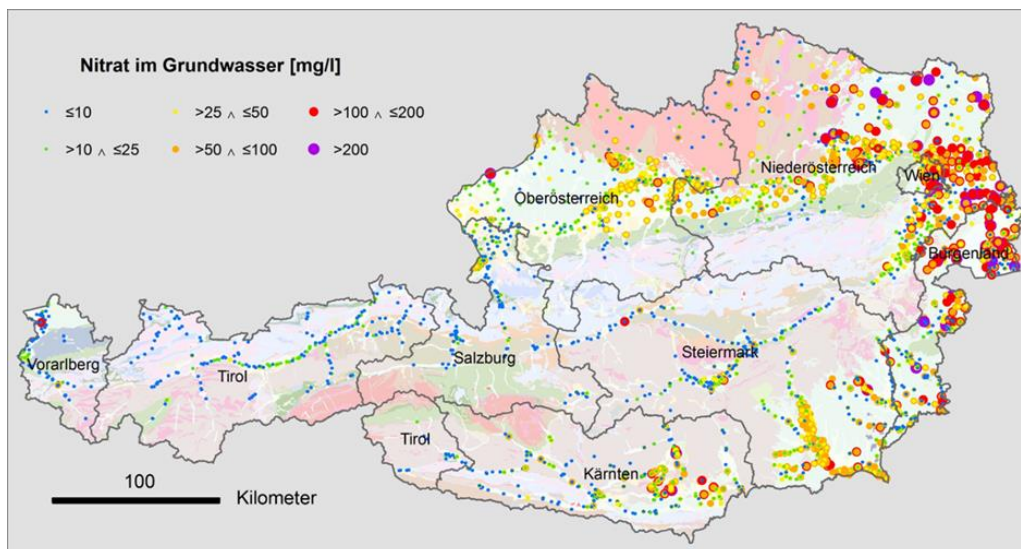 Nitrat im Grundwasser [mg/l]
≤10 >25 ∧ ≤50 >100 ∧ ≤200
>10 ∧ ≤25 >50 ∧ ≤100 >200
Niederösterreich
Wien
Oberösterreich
Burgenland
Vorarlberg
Tirol
Salzburg
Steiermark
Tirol
Kärnten
100
Kilometer